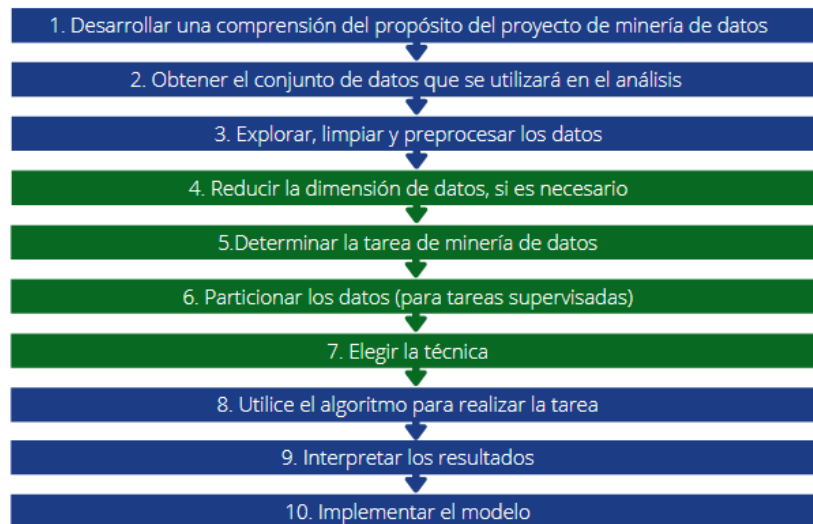 1. Desarrollar una comprensión del propósito del proyecto de minería de datos
2. Obtener el conjunto de datos que se utilizará en el análisis
3. Explorar, limpiar y preprocesar los datos
4. Reducir la dimensión de datos, si es necesario
5.Determinar la tarea de minería de datos
6. Particionar los datos (para tareas supervisadas)
7. Elegir la técnica
8. Utilice el algoritmo para realizar la tarea
9. Interpretar los resultados
10. Implementar el modelo